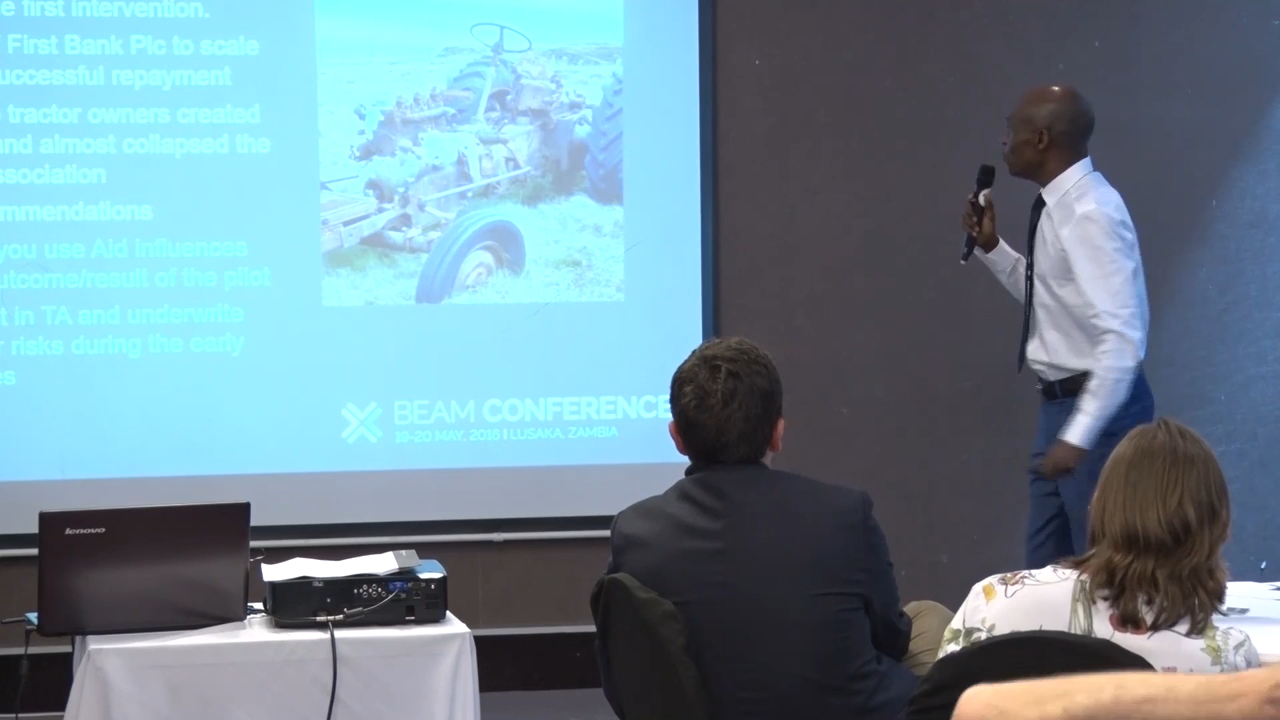 e first intervention.
First Bank Plc to scale
uccessful repayment
tractor owners created
nd almost collapsed the
ssociation
mmendations
you use Aid influences
utcome/result of the pilot
t in TA and underwrite
r risks during the early
es
BEAM CONFERENCE
19-20 MAY, 2016 | LUSAKA, ZAMBIA
lenovo